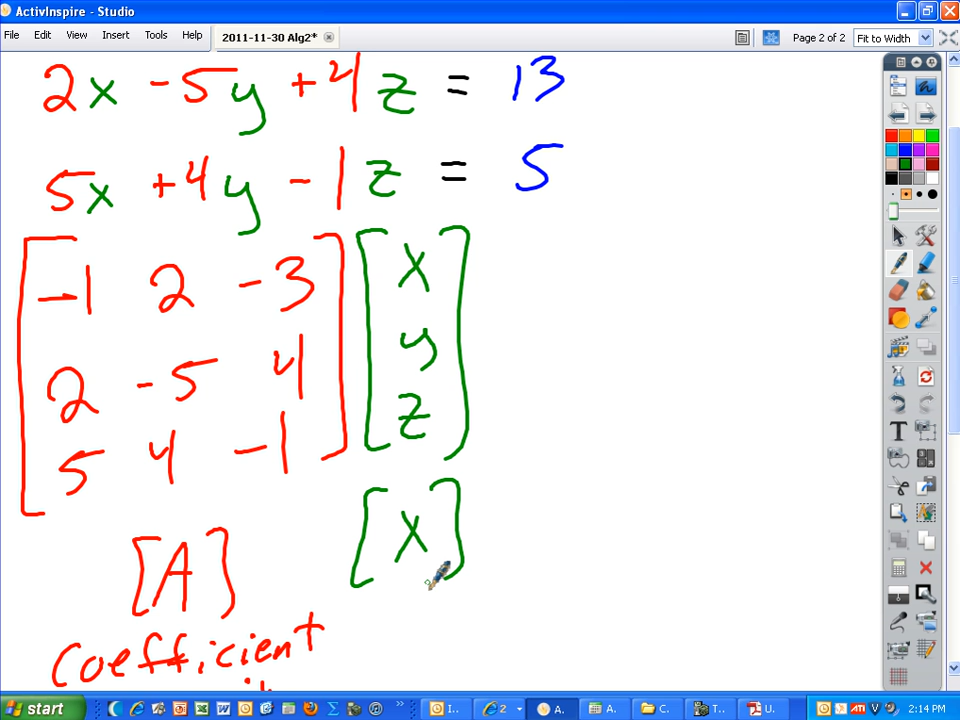 ActivInspire - Studio
File Edit View Insert Tools Help 2011-11-30 Alg2* Page 2 of 2 Fit to Width
2x -5y +4z = 13
5x +4y -1z = 5
[-1 2 -3] [x]
[2 -5 4] [y]
[5 4 -1] [z]
[A] [X]
coefficient
start 2 A. A. C. T.. U. 2:14 PM